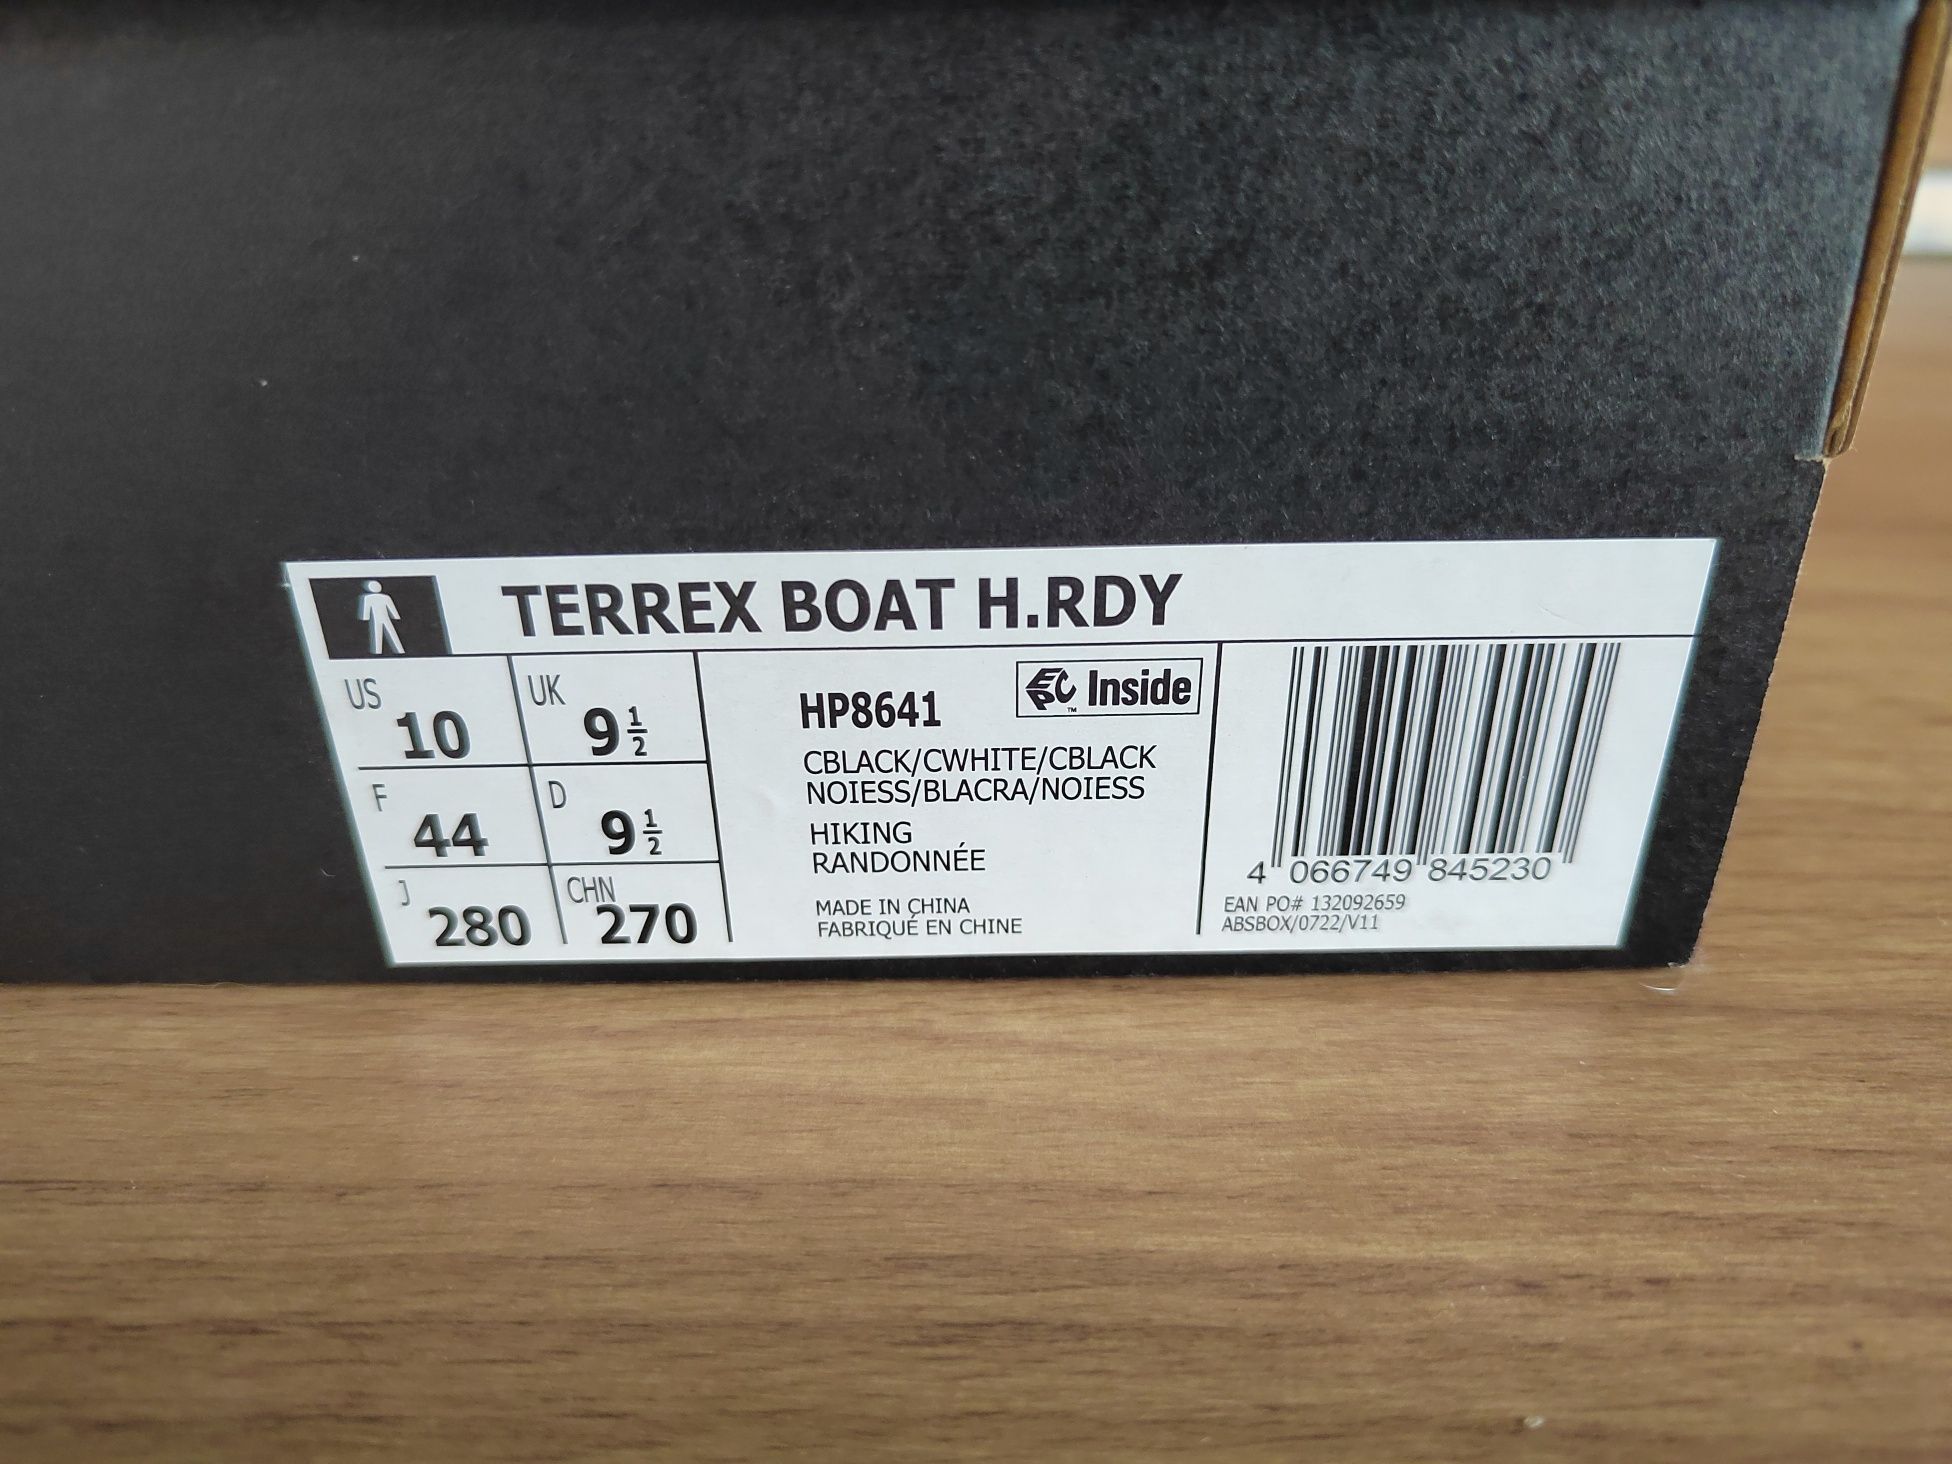 TERREX BOAT H.RDY
US 10 UK 9 1/2
F 44 D 9 1/2
J 280 CHN 270
HP8641
EPC™ Inside
CBLACK/CWHITE/CBLACK
NOIESS/BLACRA/NOIESS
HIKING
RANDONNÉE
MADE IN CHINA
FABRIQUÉ EN CHINE
4 066749 845230
EAN PO# 132092659
ABSBOX/0722/V11